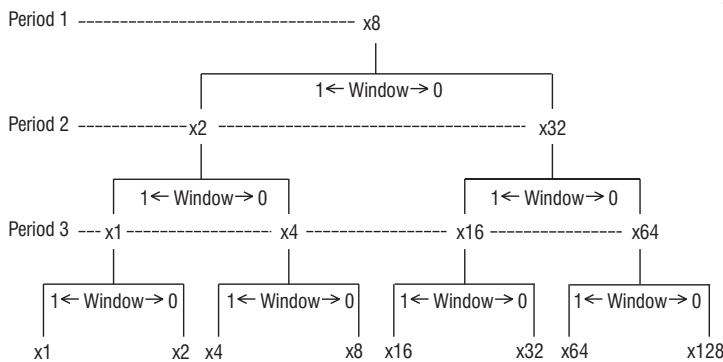 Period 1 x8
1 ← Window → 0
Period 2 x2 x32
1 ← Window → 0 1 ← Window → 0
Period 3 x1 x4 x16 x64
1 ← Window → 0 1 ← Window → 0 1 ← Window → 0 1 ← Window → 0
x1 x2 x4 x8 x16 x32 x64 x128